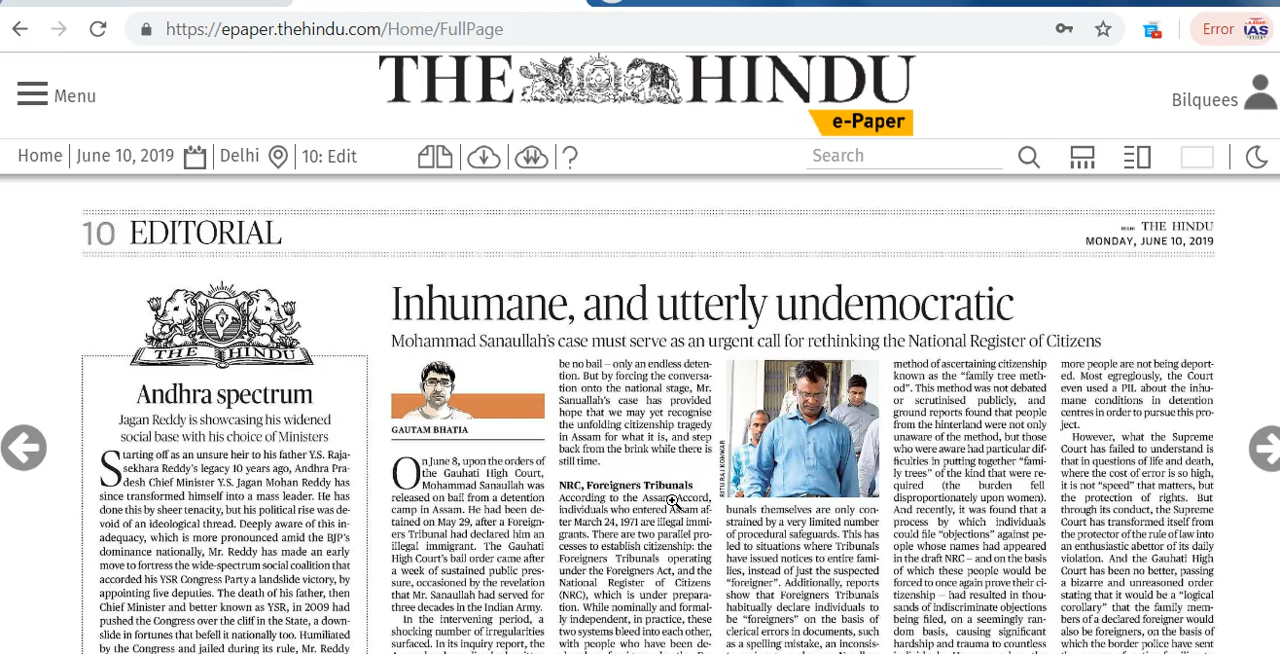 https://epaper.thehindu.com/Home/FullPage
Error
IAS
Menu
THE HINDU
e-Paper
Bilquees
Home
June 10, 2019
Delhi
10: Edit
?
Search
10 EDITORIAL
THE HINDU
MONDAY, JUNE 10, 2019
THE HINDU
Andhra spectrum
Jagan Reddy is showcasing his widened
social base with his choice of Ministers
Starting off as an unsure heir to his father Y.S. Raja-
sekhara Reddy's legacy 10 years ago, Andhra Pra-
desh Chief Minister Y.S. Jagan Mohan Reddy has
since transformed himself into a mass leader. He has
done this by sheer tenacity, but his political rise was de-
void of an ideological thread. Deeply aware of this in-
adequacy, which is more pronounced amid the BJP's
dominance nationally, Mr. Reddy has made an early
move to fortress the wide-spectrum social coalition that
accorded his YSR Congress Party a landslide victory, by
appointing five deputies. The death of his father, then
Chief Minister and better known as YSR, in 2009 had
pushed the Congress over the cliff in the State, a down-
slide in fortunes that befell it nationally too. Humiliated
by the Congress and jailed during its rule, Mr. Reddy
Inhumane, and utterly undemocratic
Mohammad Sanaullah's case must serve as an urgent call for rethinking the National Register of Citizens
GAUTAM BHATIA
On June 8, upon the orders of
the Gauhati High Court,
Mohammad Sanaullah was
released on bail from a detention
camp in Assam. He had been de-
tained on May 29, after a Foreign-
ers Tribunal had declared him an
illegal immigrant. The Gauhati
High Court's bail order came after
a week of sustained public pres-
sure, occasioned by the revelation
that Mr. Sanaullah had served for
three decades in the Indian Army.
In the intervening period, a
shocking number of irregularities
surfaced. In its inquiry report, the
be no bail – only an endless deten-
tion. But by forcing the conversa-
tion onto the national stage, Mr.
Sanuallah's case has provided
hope that we may yet recognise
the unfolding citizenship tragedy
in Assam for what it is, and step
back from the brink while there is
still time.
NRC, Foreigners Tribunals
According to the Assam Accord,
individuals who entered Assam af-
ter March 24, 1971 are illegal immi-
grants. There are two parallel pro-
cesses to establish citizenship: the
Foreigners Tribunals operating
under the Foreigners Act, and the
National Register of Citizens
(NRC), which is under prepara-
tion. While nominally and formal-
ly independent, in practice, these
two systems bleed into each other,
with people who have been de-
RITU RAJ KONWAR
bunals themselves are only con-
strained by a very limited number
of procedural safeguards. This has
led to situations where Tribunals
have issued notices to entire fami-
lies, instead of just the suspected
"foreigner". Additionally, reports
show that Foreigners Tribunals
habitually declare individuals to
be "foreigners" on the basis of
clerical errors in documents, such
as a spelling mistake, an inconsis-
method of ascertaining citizenship
known as the "family tree meth-
od". This method was not debated
or scrutinised publicly, and
ground reports found that people
from the hinterland were not only
unaware of the method, but those
who were aware had particular dif-
ficulties in putting together "fami-
ly trees" of the kind that were re-
quired (the burden fell
disproportionately upon women).
And recently, it was found that a
process by which individuals
could file "objections" against pe-
ople whose names had appeared
in the draft NRC – and on the basis
of which these people would be
forced to once again prove their ci-
tizenship – had resulted in thou-
sands of indiscriminate objections
being filed, on a seemingly ran-
dom basis, causing significant
hardship and trauma to countless
more people are not being deport-
ed. Most egregiously, the Court
even used a PIL about the inhu-
mane conditions in detention
centres in order to pursue this pro-
ject.
However, what the Supreme
Court has failed to understand is
that in questions of life and death,
where the cost of error is so high,
it is not "speed" that matters, but
the protection of rights. But
through its conduct, the Supreme
Court has transformed itself from
the protector of the rule of law into
an enthusiastic abettor of its daily
violation. And the Gauhati High
Court has been no better, passing
a bizarre and unreasoned order
stating that it would be a "logical
corollary" that the family mem-
bers of a declared foreigner would
also be foreigners, on the basis of
which the border police have sent